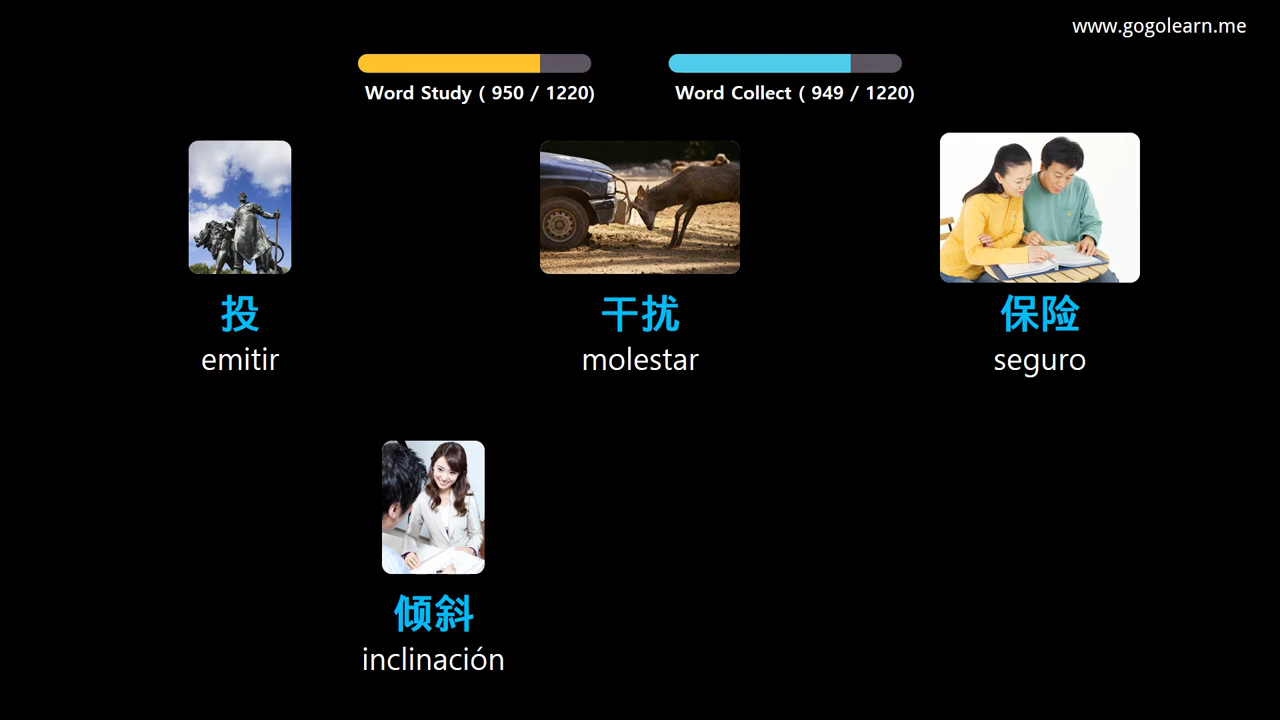 www.gogolearn.me
Word Study ( 950 / 1220)
Word Collect ( 949 / 1220)
投
emitir
干扰
molestar
保险
seguro
倾斜
inclinación